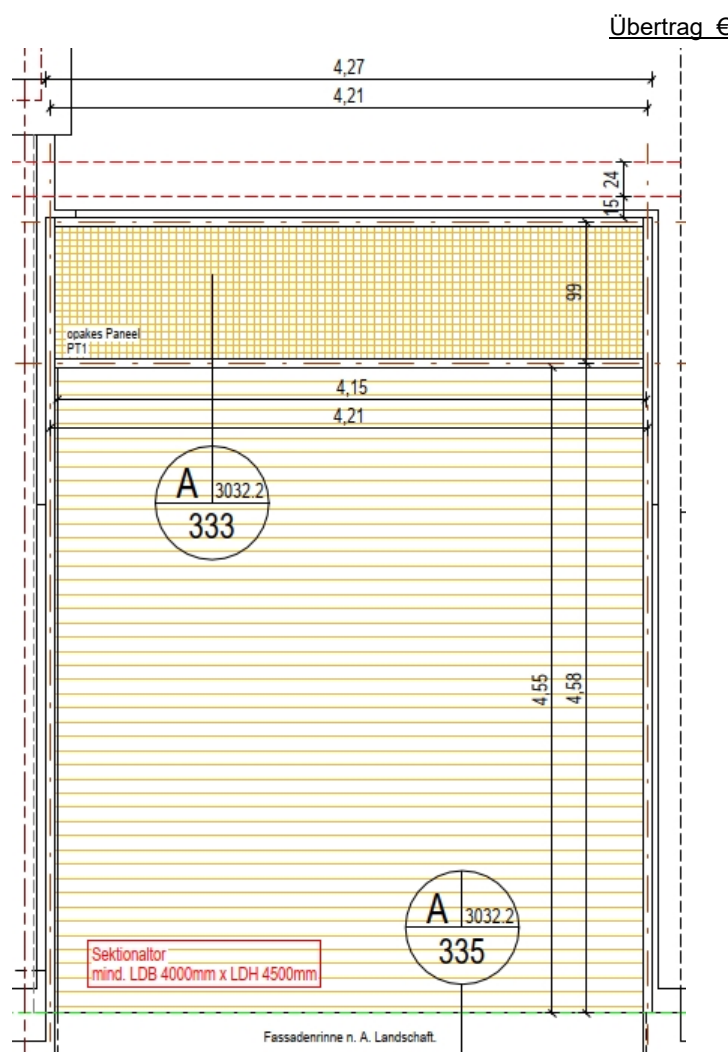 Übertrag €
4,27
4,21
24
15
99
opakes Paneel
PT1
4,15
4,21
A 3032.2
333
4,55
4,58
A 3032.2
335
Sektionaltor
mind. LDB 4000mm x LDH 4500mm
Fassadenrinne n. A. Landschaft.